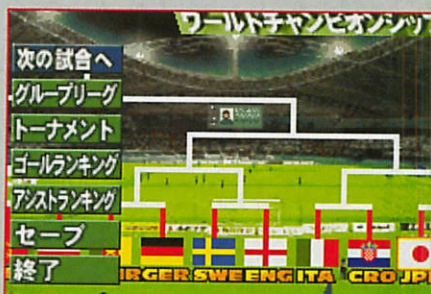 ワールドチャンピオンシップ
次の試合へ
グループリーグ
トーナメント
ゴールランキング
アシストランキング
セーブ
終了
GER SWE ENG ITA CRO JP